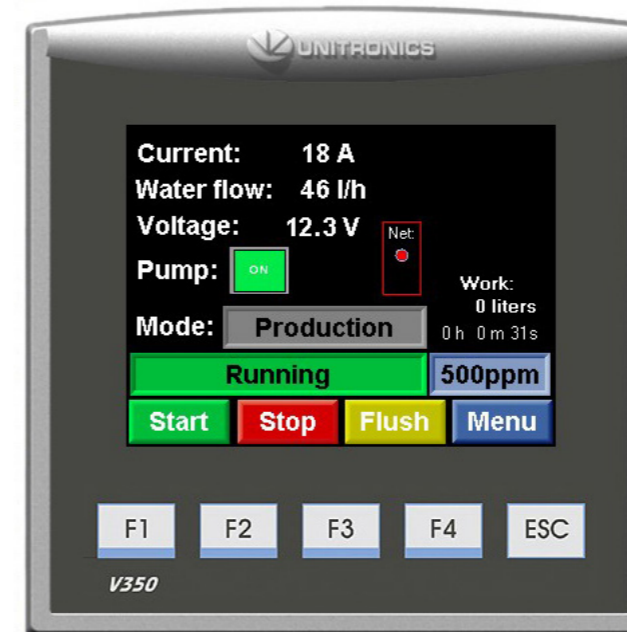 UNITRONICS
Current: 18 A
Water flow: 46 l/h
Voltage: 12.3 V
Net:
Pump: ON
Work:
0 liters
Mode: Production
0 h 0 m 31s
Running 500ppm
Start Stop Flush Menu
F1 F2 F3 F4 ESC
V350